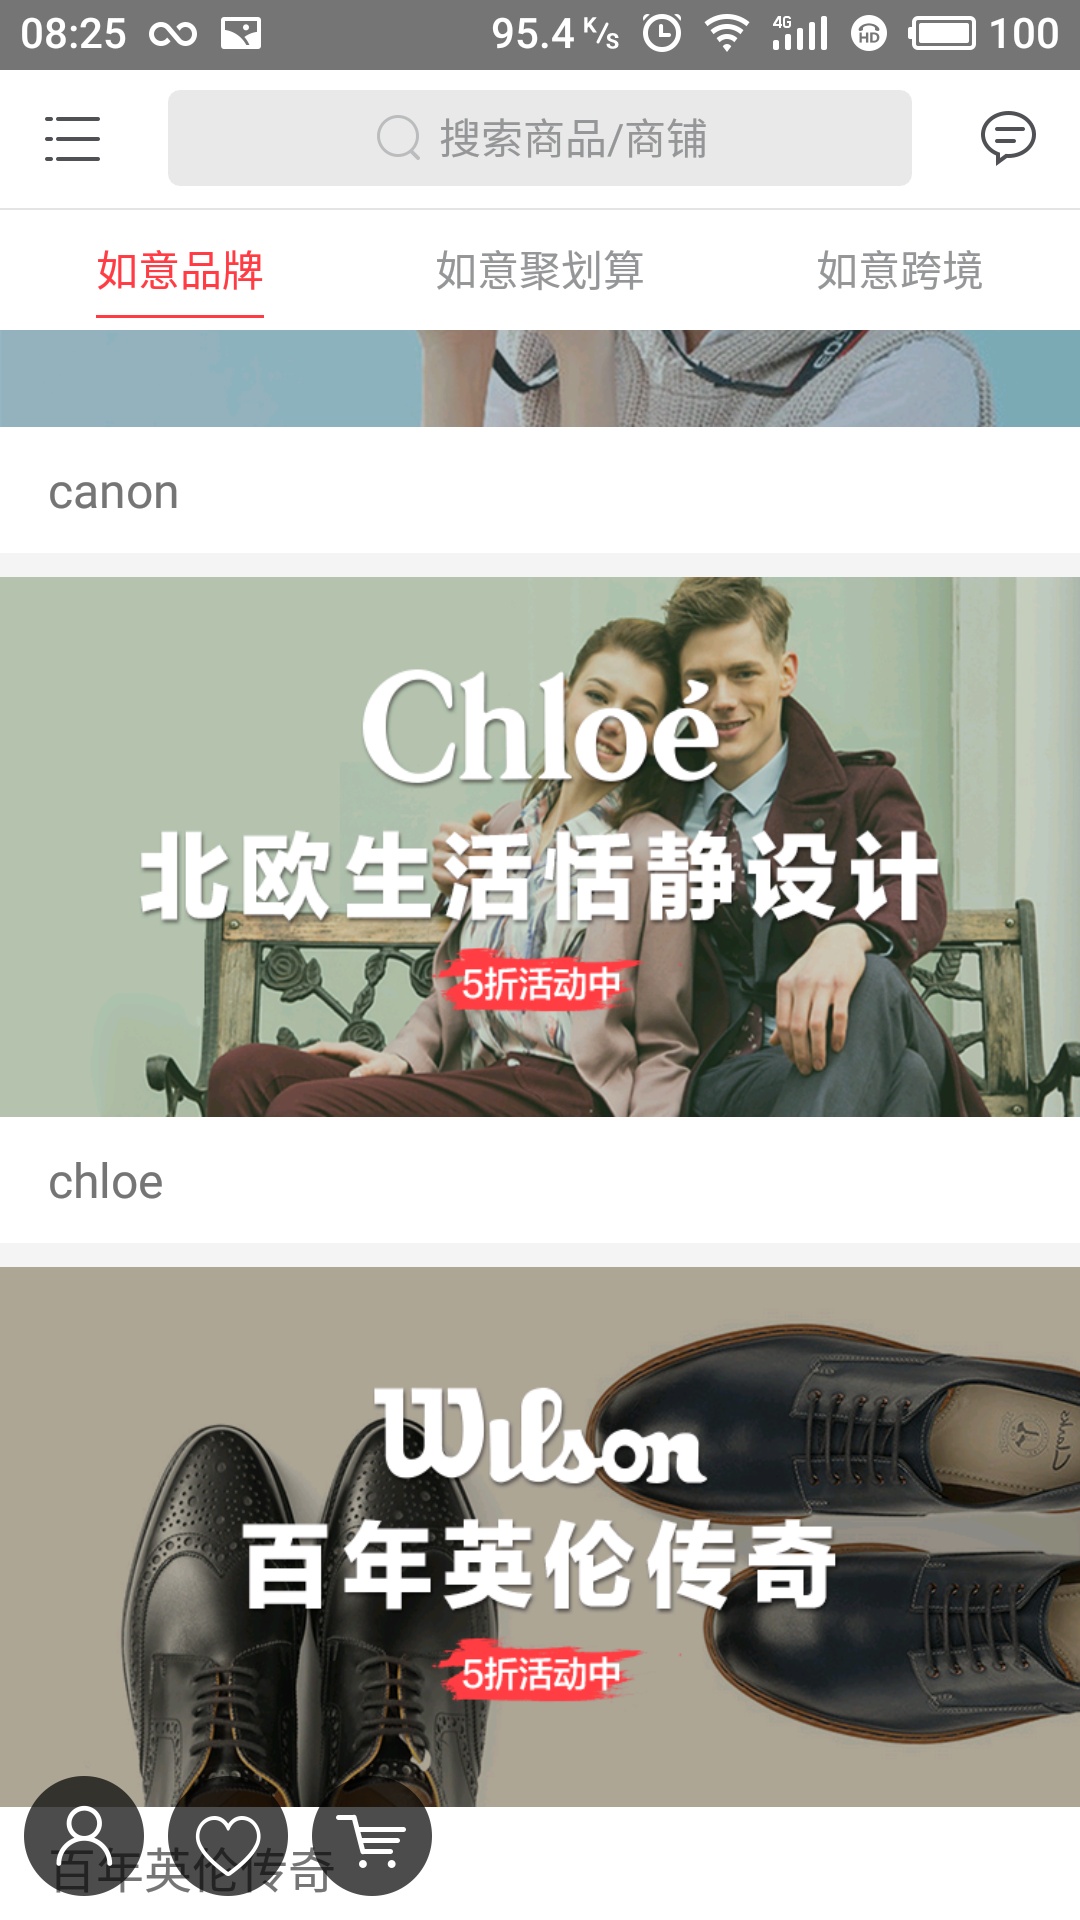 08:25 95.4 K/S 4G HD 100
搜索商品/商铺
如意品牌 如意聚划算 如意跨境
EOS
canon
Chloé
北欧生活恬静设计
5折活动中
chloe
Wilson
百年英伦传奇
5折活动中
百年英伦传奇